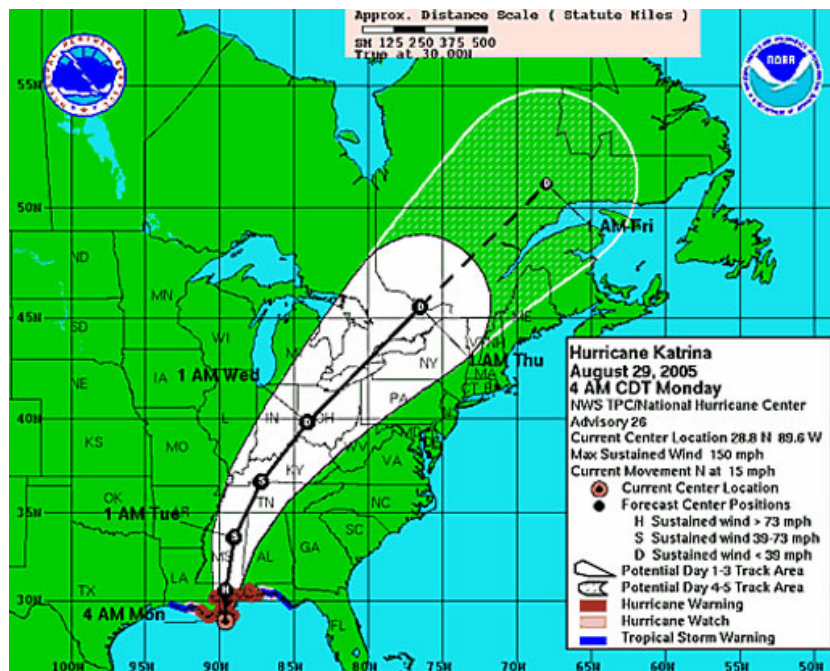 Approx. Distance Scale ( Statute Miles )
SM 125 250 375 500
True at 30.00N
NOAA
55N
50N
45N
40N
35N
30N
1 AM Fri
1 AM Thu
1 AM Wed
1 AM Tue
4 AM Mon
ND
MN
SD
WI
NE
IA
KS
MO
OK
AR
TX
LA
MS
AL
GA
FL
SC
NC
TN
KY
VA
WV
IN
OH
PA
NY
ME
MA
100W 95W 90W 85W 80W 75W 70W 65W 60W 55W 50W
Hurricane Katrina
August 29, 2005
4 AM CDT Monday
NWS TPC/National Hurricane Center
Advisory 26
Current Center Location 28.8 N 89.6 W
Max Sustained Wind 150 mph
Current Movement N at 15 mph
Current Center Location
Forecast Center Positions
H Sustained wind > 73 mph
S Sustained wind 39-73 mph
D Sustained wind < 39 mph
Potential Day 1-3 Track Area
Potential Day 4-5 Track Area
Hurricane Warning
Hurricane Watch
Tropical Storm Warning